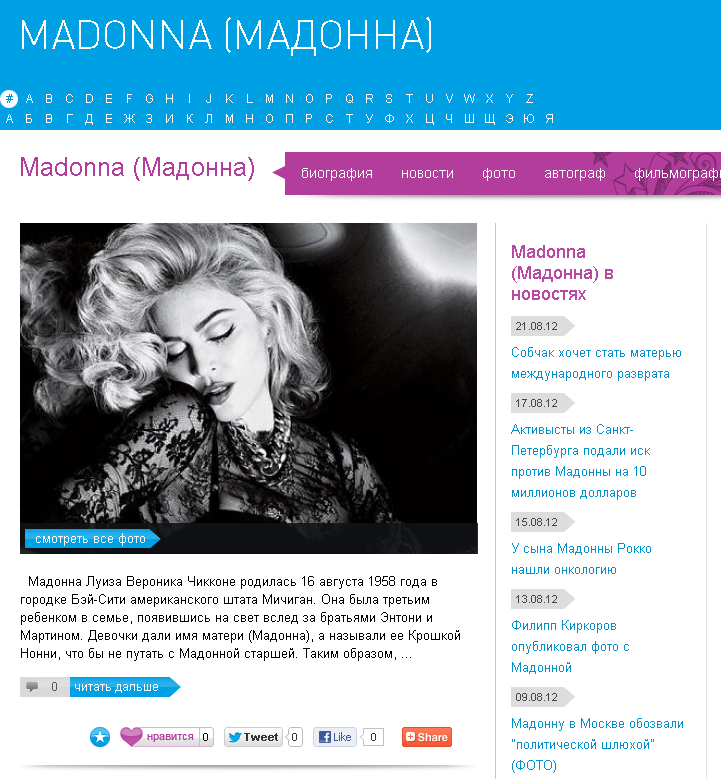 MADONNA (МАДОННА)
# A B C D E F G H I J K L M N O P Q R S T U V W X Y Z
А Б В Г Д Е Ж З И К Л М Н О П Р С Т У Ф Х Ц Ч Ш Щ Э Ю Я
Madonna (Мадонна)
биография новости фото автограф фильмографи
смотреть все фото
Мадонна Луиза Вероника Чикконе родилась 16 августа 1958 года в
городке Бэй-Сити американского штата Мичиган. Она была третьим
ребенком в семье, появившись на свет вслед за братьями Энтони и
Мартином. Девочки дали имя матери (Мадонна), а называли ее Крошкой
Нонни, что бы не путать с Мадонной старшей. Таким образом, ...
0 читать дальше
нравится 0 Tweet 0 Like 0 Share
Madonna
(Мадонна) в
новостях
21.08.12
Собчак хочет стать матерью
международного разврата
17.08.12
Активысты из Санкт-
Петербурга подали иск
против Мадонны на 10
миллионов долларов
15.08.12
У сына Мадонны Рокко
нашли онкологию
13.08.12
Филипп Киркоров
опубликовал фото с
Мадонной
09.08.12
Мадонну в Москве обозвали
"политической шлюхой"
(ФОТО)